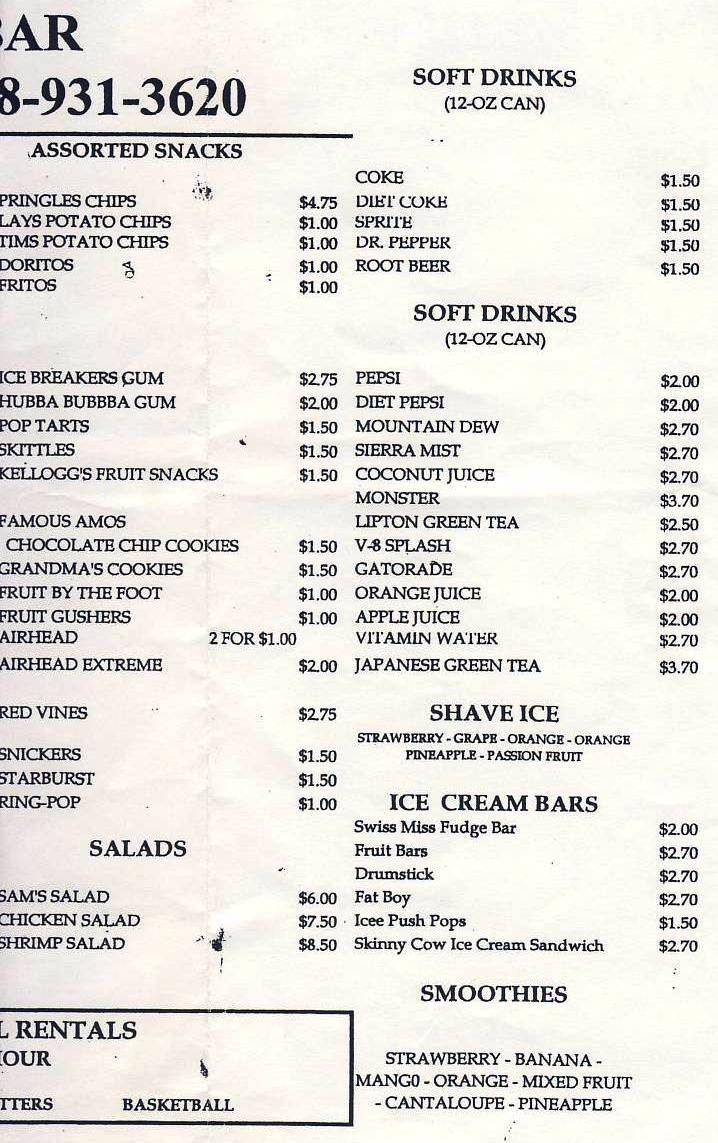 BAR
8-931-3620
ASSORTED SNACKS
PRINGLES CHIPS $4.75
LAYS POTATO CHIPS $1.00
TIMS POTATO CHIPS $1.00
DORITOS $1.00
FRITOS $1.00
ICE BREAKERS GUM $2.75
HUBBA BUBBBA GUM $2.00
POP TARTS $1.50
SKITTLES $1.50
KELLOGG'S FRUIT SNACKS $1.50
FAMOUS AMOS
CHOCOLATE CHIP COOKIES $1.50
GRANDMA'S COOKIES $1.50
FRUIT BY THE FOOT $1.00
FRUIT GUSHERS $1.00
AIRHEAD 2 FOR $1.00
AIRHEAD EXTREME $2.00
RED VINES $2.75
SNICKERS $1.50
STARBURST $1.50
RING-POP $1.00
SALADS
SAM'S SALAD $6.00
CHICKEN SALAD $7.50
SHRIMP SALAD $8.50
L RENTALS
HOUR
TTERS BASKETBALL
SOFT DRINKS
(12-OZ CAN)
COKE $1.50
DIET COKE $1.50
SPRITE $1.50
DR. PEPPER $1.50
ROOT BEER $1.50
SOFT DRINKS
(12-OZ CAN)
PEPSI $2.00
DIET PEPSI $2.00
MOUNTAIN DEW $2.70
SIERRA MIST $2.70
COCONUT JUICE $2.70
MONSTER $3.70
LIPTON GREEN TEA $2.50
V-8 SPLASH $2.70
GATORADE $2.70
ORANGE JUICE $2.00
APPLE JUICE $2.00
VITAMIN WATER $2.70
JAPANESE GREEN TEA $3.70
SHAVE ICE
STRAWBERRY - GRAPE - ORANGE - ORANGE
PINEAPPLE - PASSION FRUIT
ICE CREAM BARS
Swiss Miss Fudge Bar $2.00
Fruit Bars $2.70
Drumstick $2.70
Fat Boy $2.70
Icee Push Pops $1.50
Skinny Cow Ice Cream Sandwich $2.70
SMOOTHIES
STRAWBERRY - BANANA -
MANG0 - ORANGE - MIXED FRUIT
- CANTALOUPE - PINEAPPLE